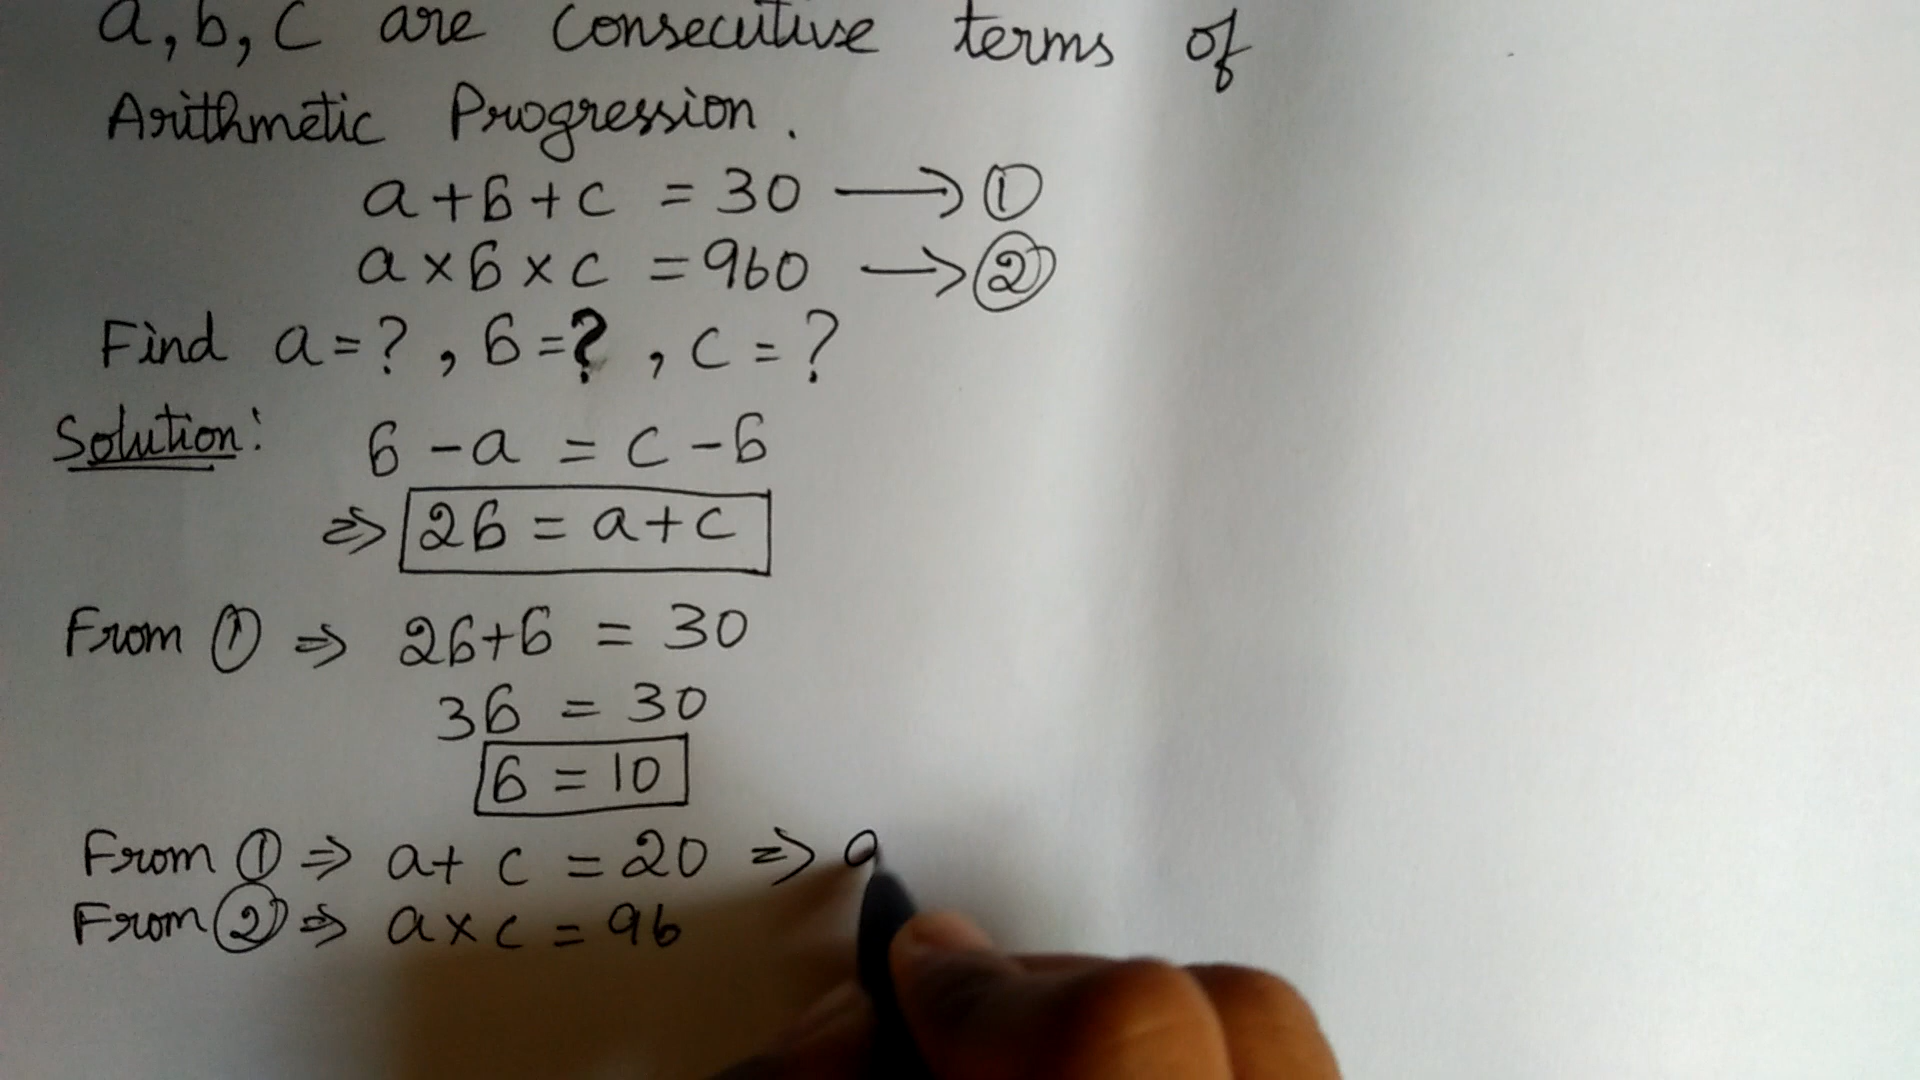 a, b, c are consecutive terms of
Arithmetic Progression.
a + b + c = 30 ⟶ ①
a × b × c = 960 ⟶ ②
Find a = ?, b = ?, c = ?
Solution: b - a = c - b
⇒ 2b = a + c
From ① ⇒ 2b + b = 30
3b = 30
b = 10
From ① ⇒ a + c = 20 ⇒ a
From ② ⇒ a × c = 96